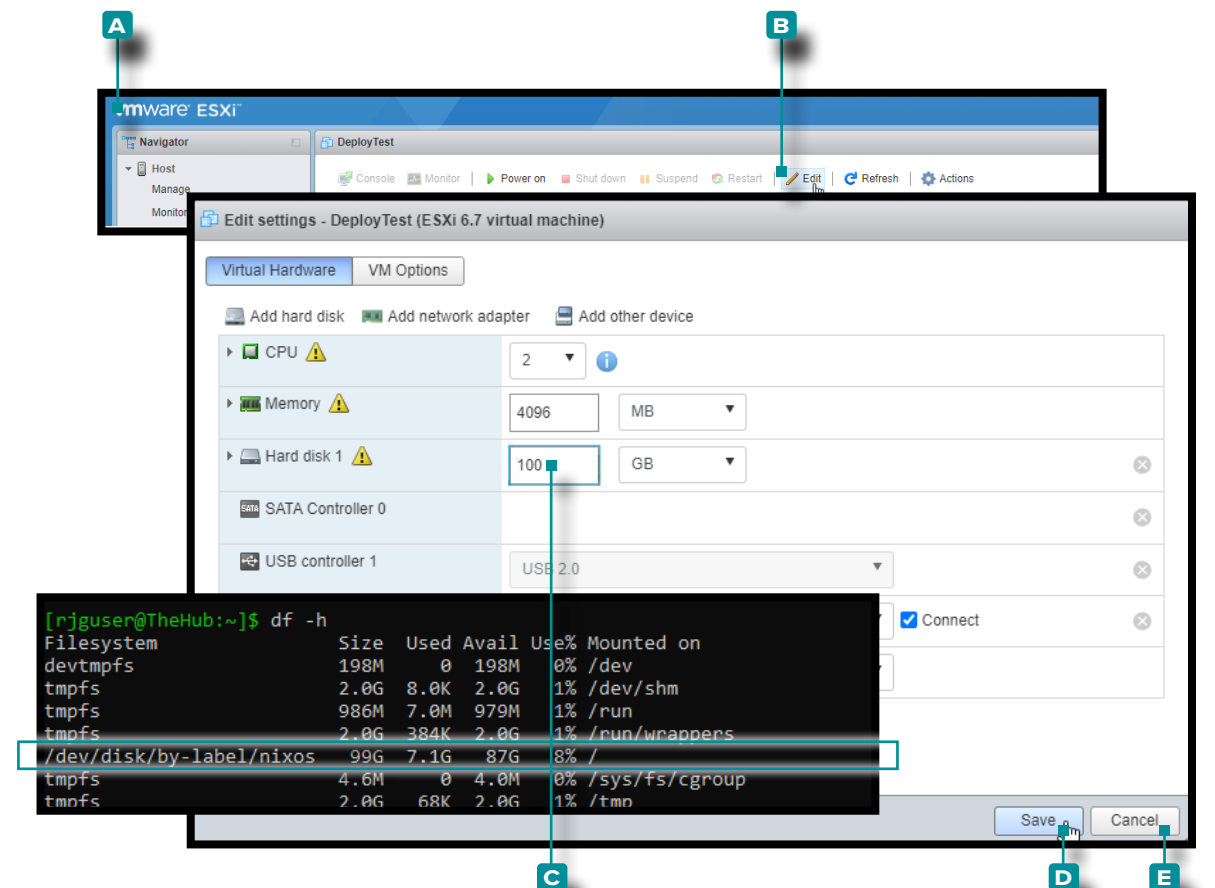 A
B
vmware ESXi™
Navigator
DeployTest
Host
Manage
Monitor
Console Monitor Power on Shut down Suspend Restart Edit Refresh Actions
Edit settings - DeployTest (ESXi 6.7 virtual machine)
Virtual Hardware VM Options
Add hard disk Add network adapter Add other device
CPU 2
Memory 4096 MB
Hard disk 1 100 GB
SATA SATA Controller 0
USB controller 1 USB 2.0
Connect
[rjguser@TheHub:~]$ df -h
Filesystem Size Used Avail Use% Mounted on
devtmpfs 198M 0 198M 0% /dev
tmpfs 2.0G 8.0K 2.0G 1% /dev/shm
tmpfs 986M 7.0M 979M 1% /run
tmpfs 2.0G 384K 2.0G 1% /run/wrappers
/dev/disk/by-label/nixos 99G 7.1G 87G 8% /
tmpfs 4.6M 0 4.0M 0% /sys/fs/cgroup
tmpfs 2.0G 68K 2.0G 1% /tmp
Save Cancel
C
D
E